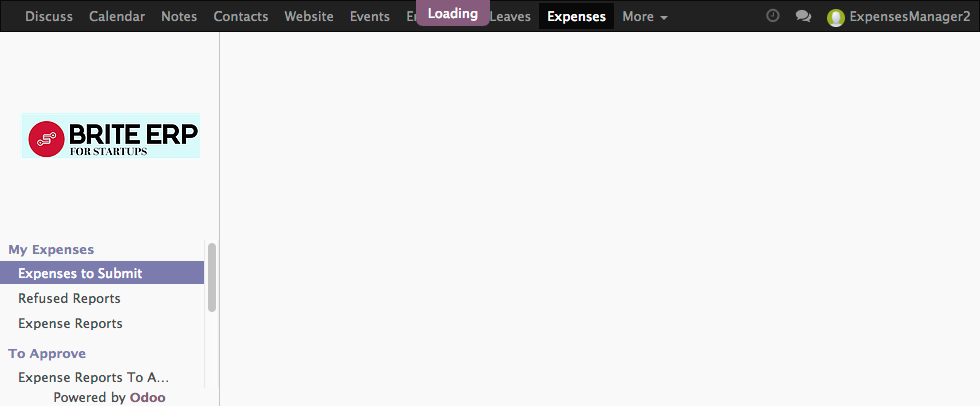 Discuss Calendar Notes Contacts Website Events Loading Leaves Expenses More ExpensesManager2
BRITE ERP
FOR STARTUPS
My Expenses
Expenses to Submit
Refused Reports
Expense Reports
To Approve
Expense Reports To A...
Powered by Odoo